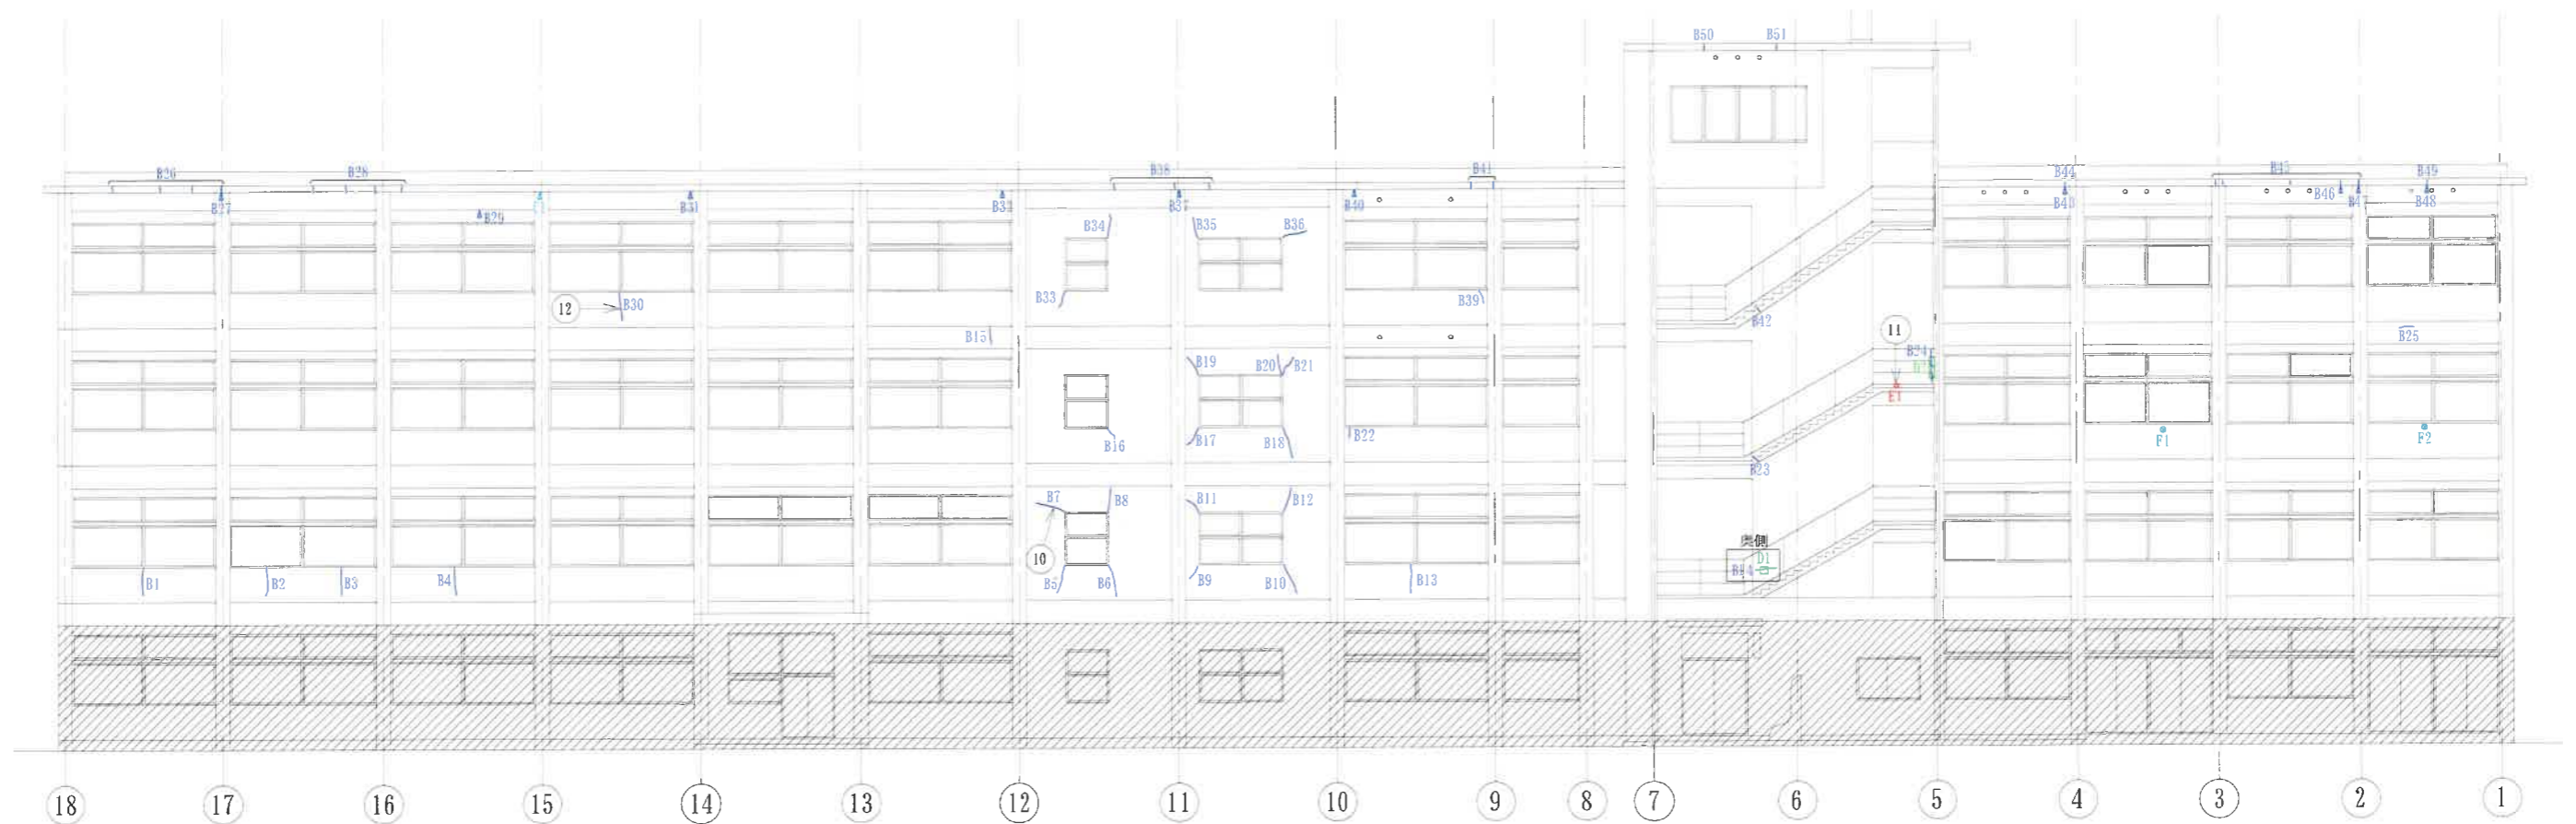 B50 B51
B26 B28 B38 B41 B44 B45 B49
B27 B29 B31 B37 B40 B43 B46 B48
B34 B35 B36
B33 B39
12 B30 B42
B15 11 B25
B19 B20 B21 B24
E1
B16 B17 B18 B22 F1 F2
B23
B7 B8 B11 B12
10 奥側
D1
B1 B2 B3 B4 B5 B6 B9 B10 B13
18 17 16 15 14 13 12 11 10 9 8 7 6 5 4 3 2 1